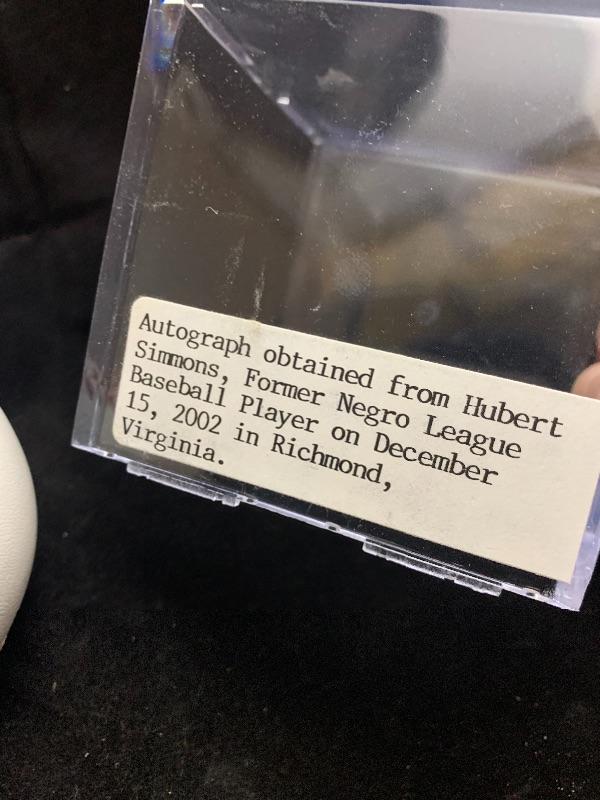 Autograph obtained from Hubert
Simmons, Former Negro League
Baseball Player on December
15, 2002 in Richmond,
Virginia.